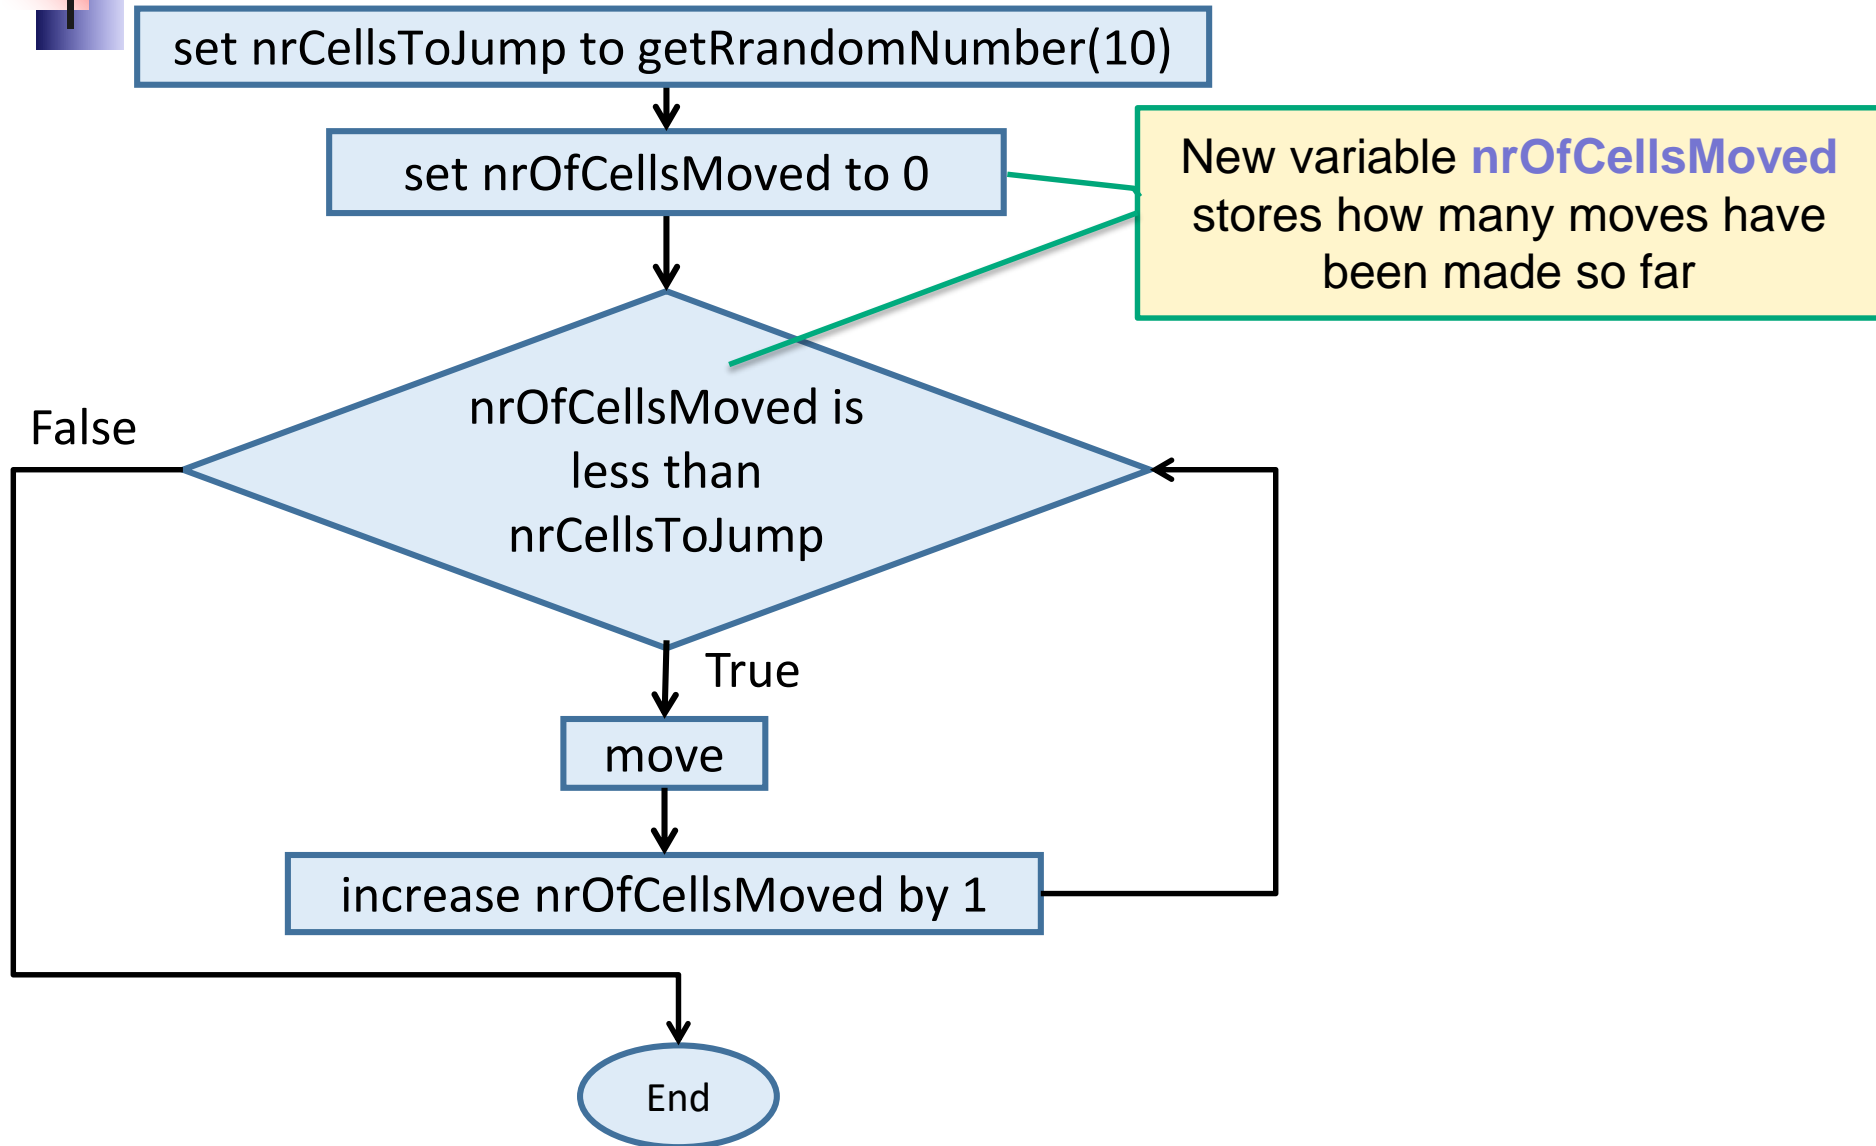 set nrCellsToJump to getRrandomNumber(10)
set nrOfCellsMoved to 0
New variable nrOfCellsMoved
stores how many moves have
been made so far
nrOfCellsMoved is
less than
nrCellsToJump
False
True
move
increase nrOfCellsMoved by 1
End